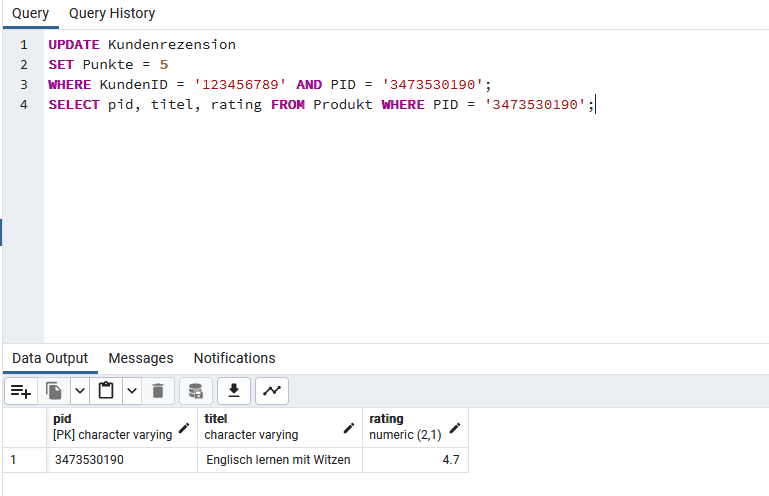 Query Query History
1 UPDATE Kundenrezension
2 SET Punkte = 5
3 WHERE KundenID = '123456789' AND PID = '3473530190';
4 SELECT pid, titel, rating FROM Produkt WHERE PID = '3473530190';
Data Output Messages Notifications
pid titel rating
[PK] character varying character varying numeric (2,1)
1 3473530190 Englisch lernen mit Witzen 4.7